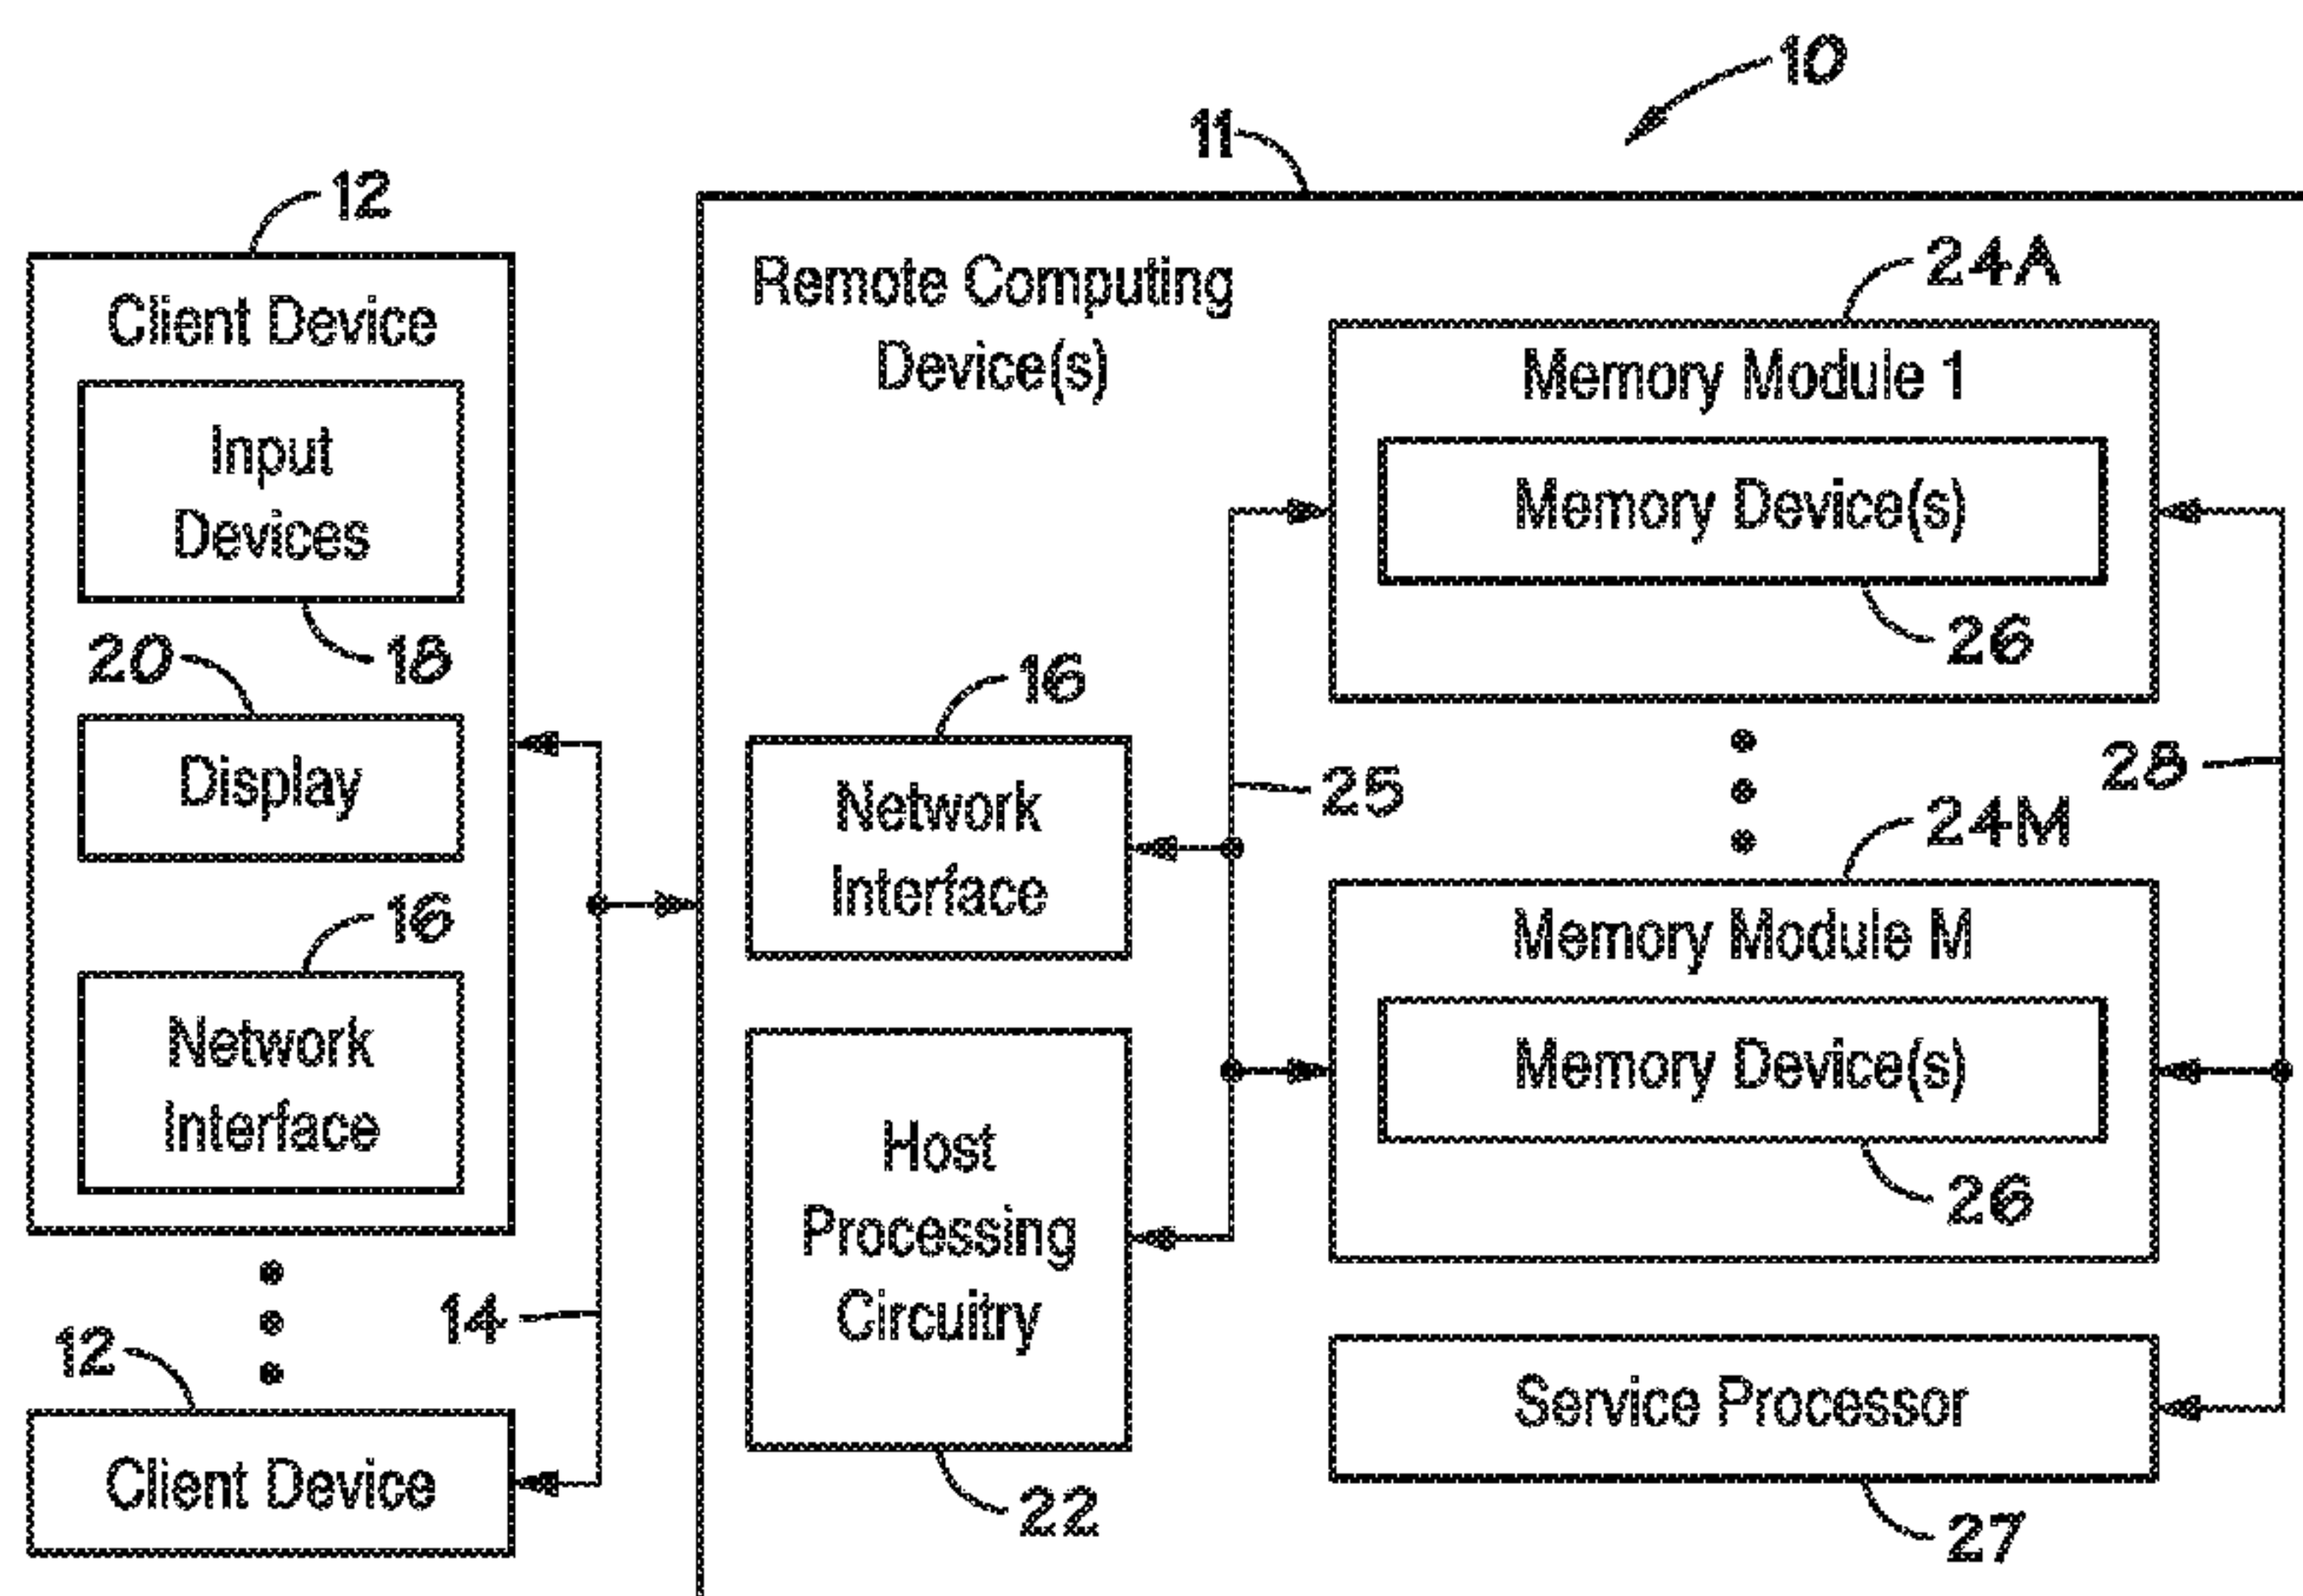 10
11
12
Client Device
Input
Devices
18
20
Display
16
Network
Interface
12
Client Device
14
Remote Computing
Device(s)
16
Network
Interface
25
Host
Processing
Circuitry
22
24A
Memory Module 1
Memory Device(s)
26
28
24M
Memory Module M
Memory Device(s)
26
Service Processor
27